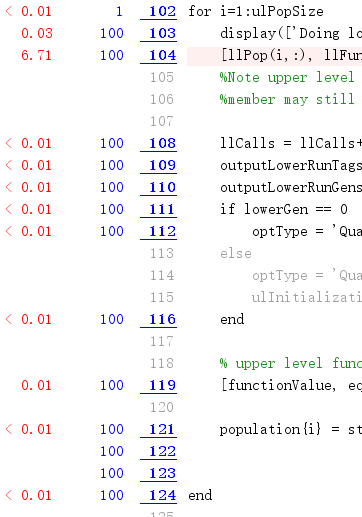 < 0.01 1 102 for i=1:ulPopSize
0.03 100 103 display(['Doing lo
6.71 100 104 [llPop(i,:), llFun
105 %Note upper level
106 %member may still
107
< 0.01 100 108 llCalls = llCalls+
< 0.01 100 109 outputLowerRunTags
< 0.01 100 110 outputLowerRunGens
< 0.01 100 111 if lowerGen == 0
< 0.01 100 112 optType = 'Qua
113 else
114 optType = 'Qua
115 ulInitializati
< 0.01 100 116 end
117
118 % upper level func
0.01 100 119 [functionValue, eq
120
< 0.01 100 121 population{i} = st
100 122
100 123
< 0.01 100 124 end
125